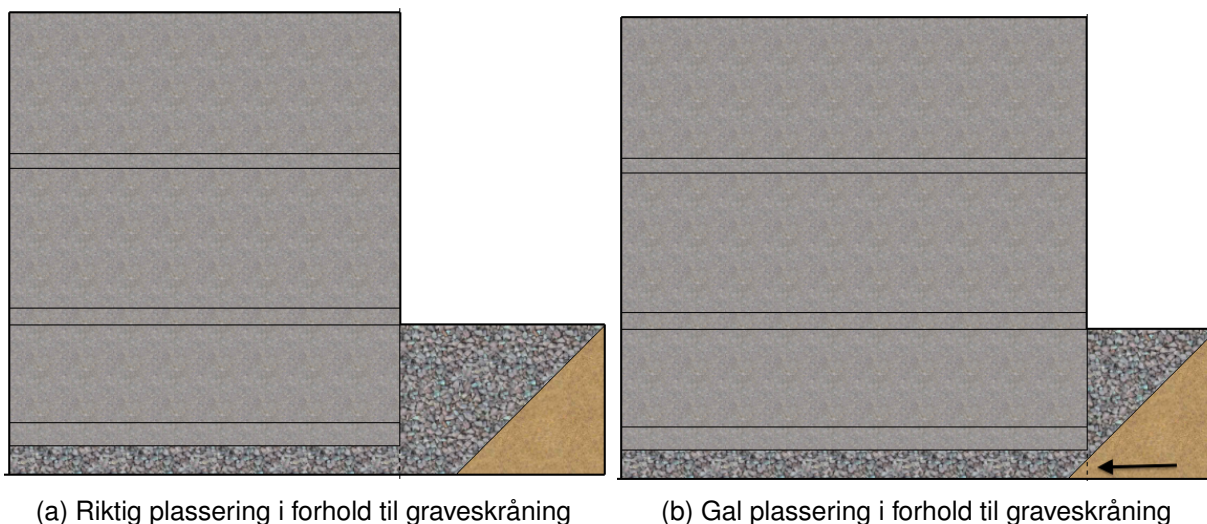 (a) Riktig plassering i forhold til graveskråning
(b) Gal plassering i forhold til graveskråning